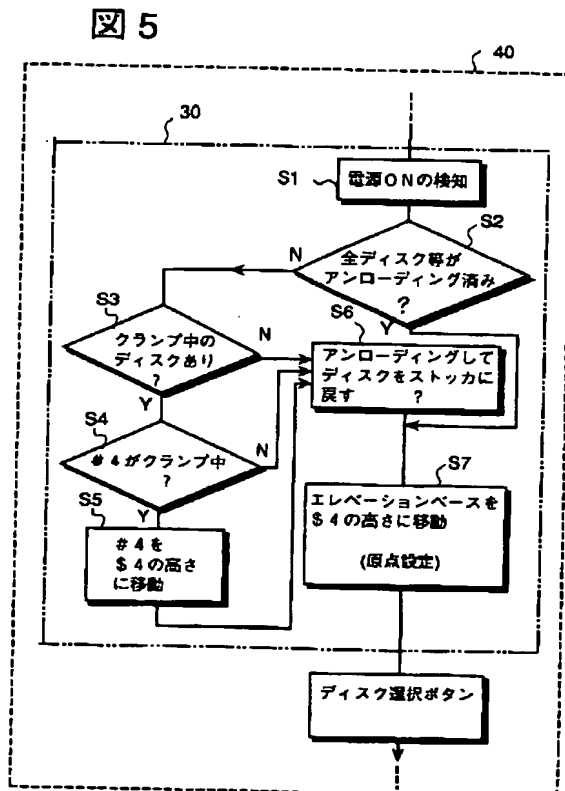 図5
40
30
S1
電源ONの検知
S2
全ディスク等が
アンローディング済み
?
N
Y
S3
クランプ中の
ディスクあり
?
N
Y
S6
アンローディングして
ディスクをストッカに
戻す ?
S4
#4がクランプ中
?
N
Y
S5
#4を
$4の高さ
に移動
S7
エレベーションベースを
$4の高さに移動
(原点設定)
ディスク選択ボタン